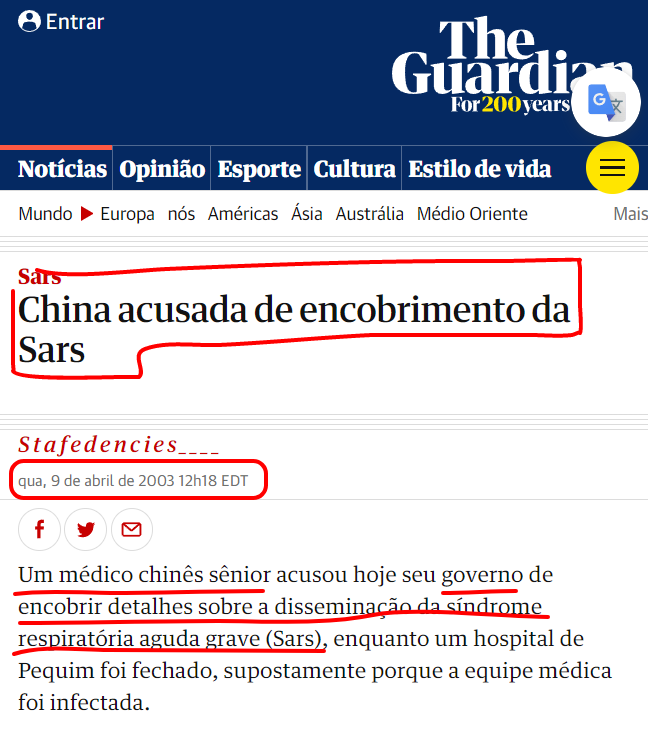 Entrar
The
Guardian
For 200 years
Notícias Opinião Esporte Cultura Estilo de vida
Mundo Europa nós Américas Ásia Austrália Médio Oriente Mais
Sars
China acusada de encobrimento da
Sars
Stafedencies____
qua, 9 de abril de 2003 12h18 EDT
Um médico chinês sênior acusou hoje seu governo de
encobrir detalhes sobre a disseminação da síndrome
respiratória aguda grave (Sars), enquanto um hospital de
Pequim foi fechado, supostamente porque a equipe médica
foi infectada.